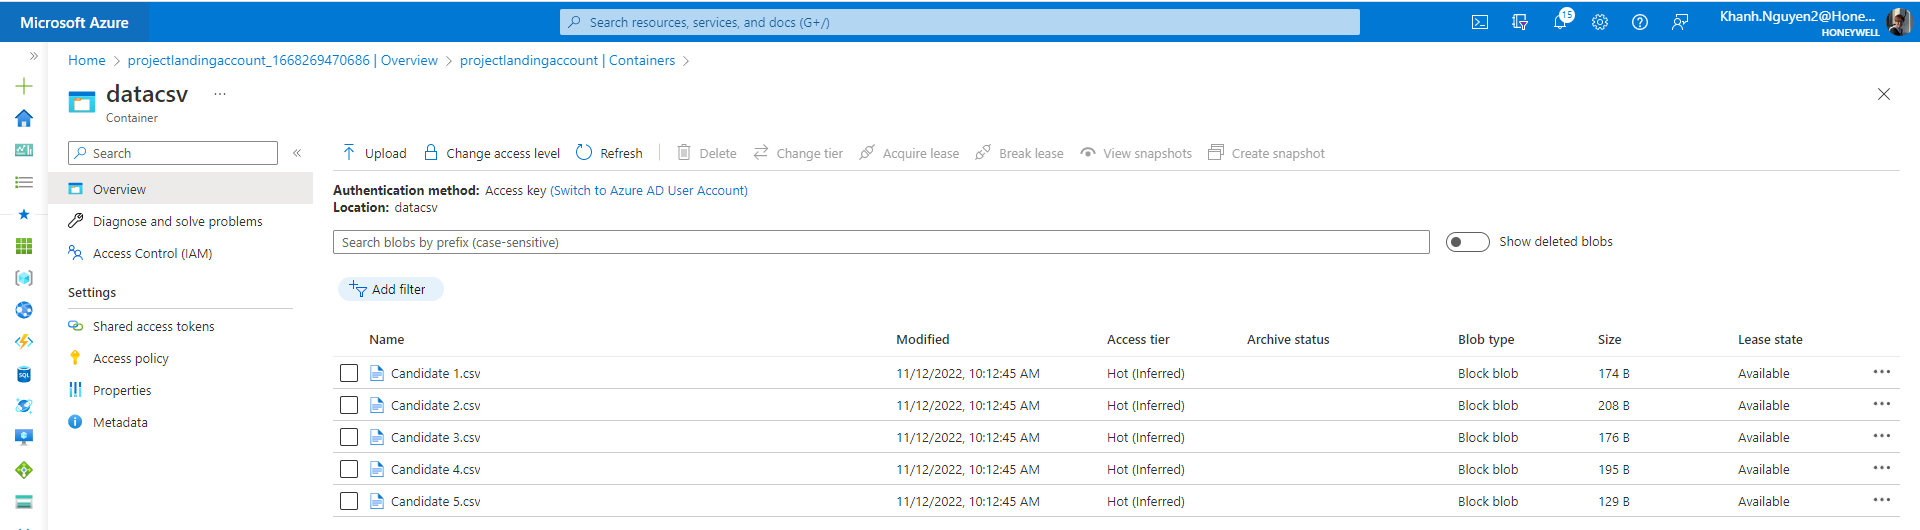 Microsoft Azure
Search resources, services, and docs (G+/)
15
Khanh.Nguyen2@Hone...
HONEYWELL
Home > projectlandingaccount_1668269470686 | Overview > projectlandingaccount | Containers >
datacsv ...
Container
Search
Overview
Diagnose and solve problems
Access Control (IAM)
Settings
Shared access tokens
Access policy
Properties
Metadata
Upload Change access level Refresh Delete Change tier Acquire lease Break lease View snapshots Create snapshot
Authentication method: Access key (Switch to Azure AD User Account)
Location: datacsv
Search blobs by prefix (case-sensitive)
Show deleted blobs
Add filter
Name Modified Access tier Archive status Blob type Size Lease state
Candidate 1.csv 11/12/2022, 10:12:45 AM Hot (Inferred) Block blob 174 B Available
Candidate 2.csv 11/12/2022, 10:12:45 AM Hot (Inferred) Block blob 208 B Available
Candidate 3.csv 11/12/2022, 10:12:45 AM Hot (Inferred) Block blob 176 B Available
Candidate 4.csv 11/12/2022, 10:12:45 AM Hot (Inferred) Block blob 195 B Available
Candidate 5.csv 11/12/2022, 10:12:45 AM Hot (Inferred) Block blob 129 B Available